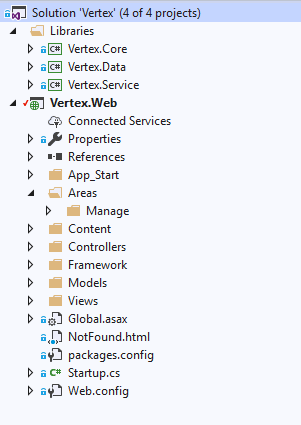 Solution 'Vertex' (4 of 4 projects)
Libraries
C# Vertex.Core
C# Vertex.Data
C# Vertex.Service
Vertex.Web
Connected Services
Properties
References
App_Start
Areas
Manage
Content
Controllers
Framework
Models
Views
Global.asax
NotFound.html
packages.config
C# Startup.cs
Web.config